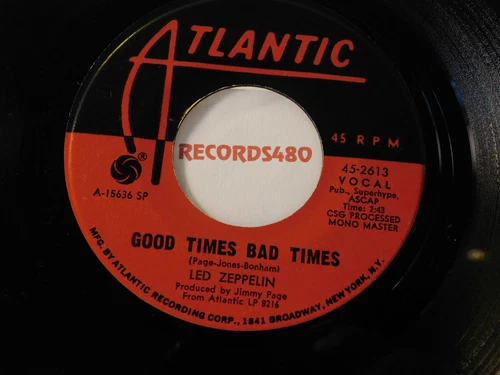 ATLANTIC
45 RPM
RECORDS480
®
A-15636 SP
45-2613
VOCAL
Pub., Superhype,
ASCAP
Time: 2:43
CSG PROCESSED
MONO MASTER
GOOD TIMES BAD TIMES
(Page-Jones-Bonham)
LED ZEPPELIN
Produced by Jimmy Page
From Atlantic LP 8216
MFG. BY ATLANTIC RECORDING CORP., 1841 BROADWAY, NEW YORK, N.Y.